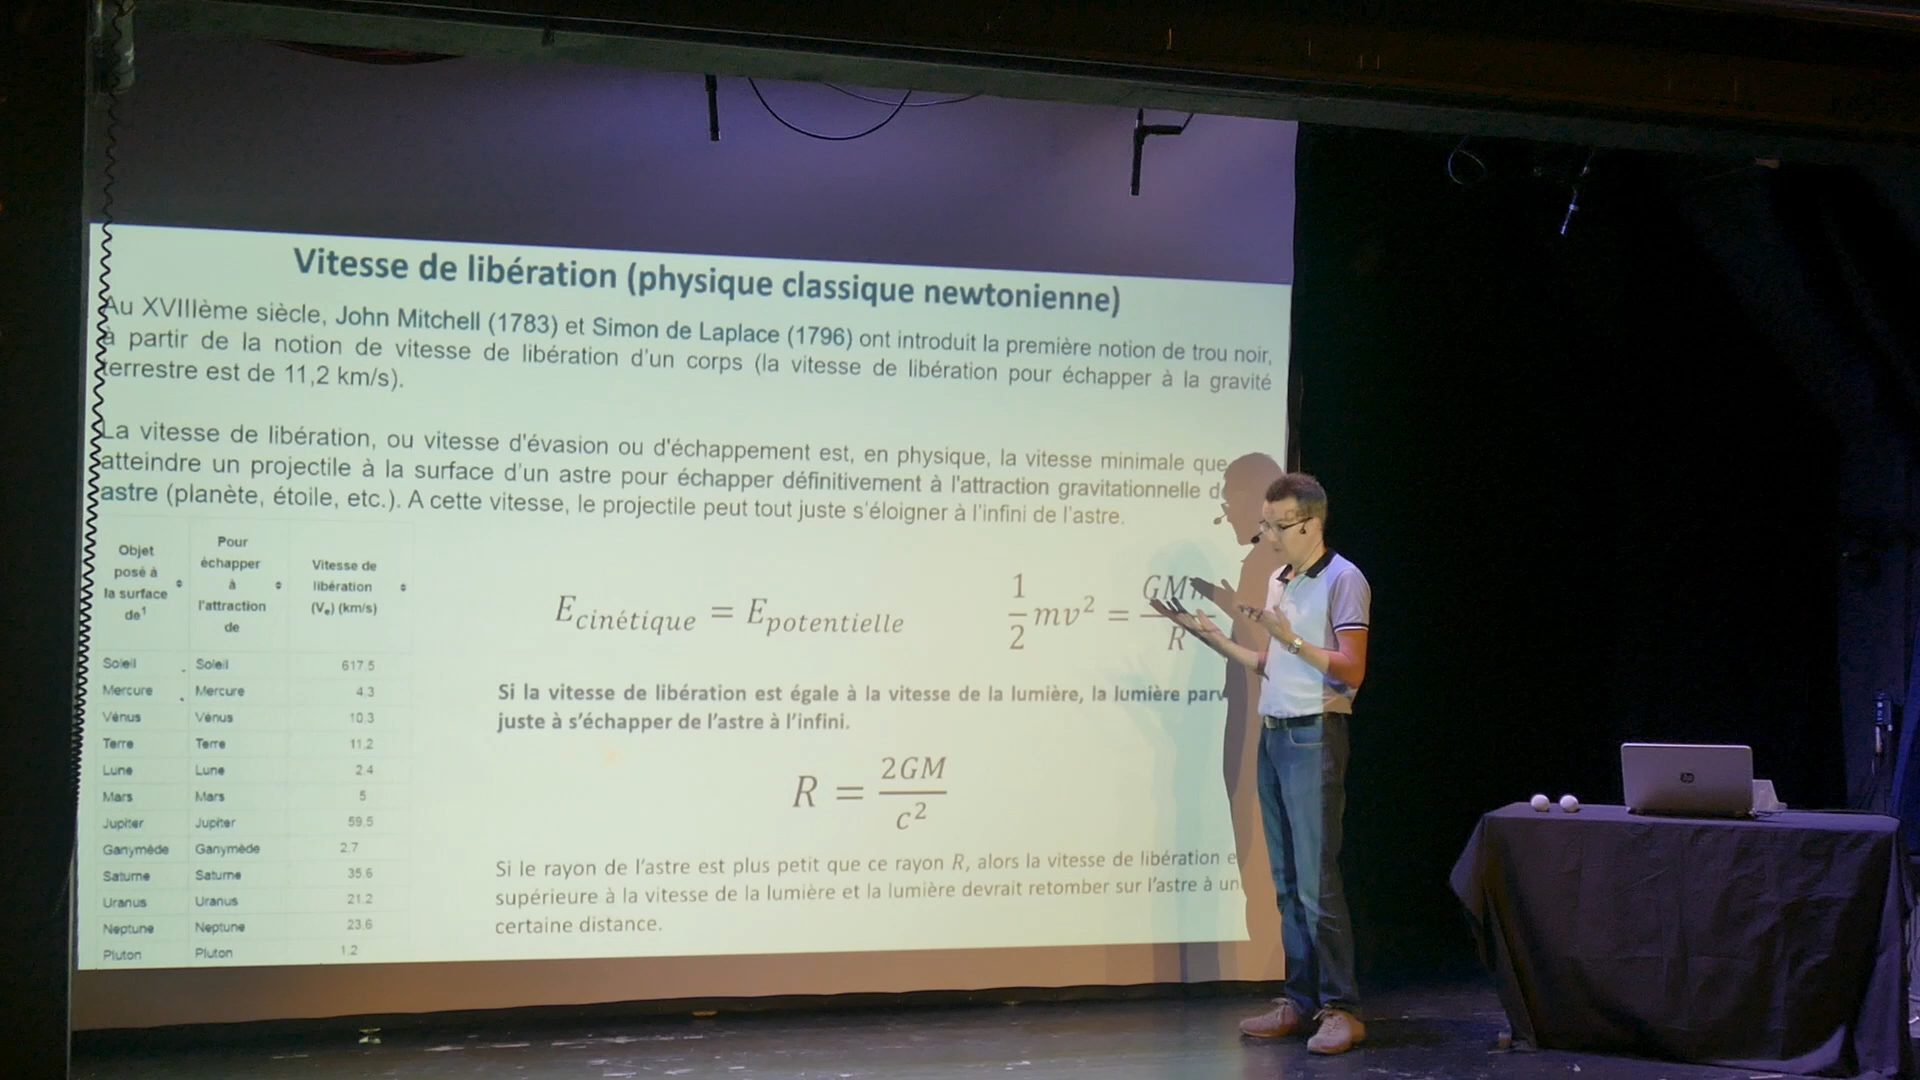 Vitesse de libération (physique classique newtonienne)
Au XVIIIème siècle, John Mitchell (1783) et Simon de Laplace (1796) ont introduit la première notion de trou noir,
à partir de la notion de vitesse de libération d'un corps (la vitesse de libération pour échapper à la gravité
terrestre est de 11,2 km/s).
La vitesse de libération, ou vitesse d'évasion ou d'échappement est, en physique, la vitesse minimale que
atteindre un projectile à la surface d'un astre pour échapper définitivement à l'attraction gravitationnelle
astre (planète, étoile, etc.). A cette vitesse, le projectile peut tout juste s'éloigner à l'infini de l'astre.
Objet posé à la surface de¹ Pour échapper à l'attraction de Vitesse de libération (Vₑ) (km/s)
Soleil Soleil 617.5
Mercure Mercure 4.3
Vénus Vénus 10.3
Terre Terre 11.2
Lune Lune 2.4
Mars Mars 5
Jupiter Jupiter 59.5
Ganymède Ganymède 2.7
Saturne Saturne 35.6
Uranus Uranus 21.2
Neptune Neptune 23.6
Pluton Pluton 1.2
E cinétique = E potentielle
1/2 mv² = GMm/R
Si la vitesse de libération est égale à la vitesse de la lumière, la lumière parv
juste à s'échapper de l'astre à l'infini.
R = 2GM/c²
Si le rayon de l'astre est plus petit que ce rayon R, alors la vitesse de libération e
supérieure à la vitesse de la lumière et la lumière devrait retomber sur l'astre à un
certaine distance.
hp